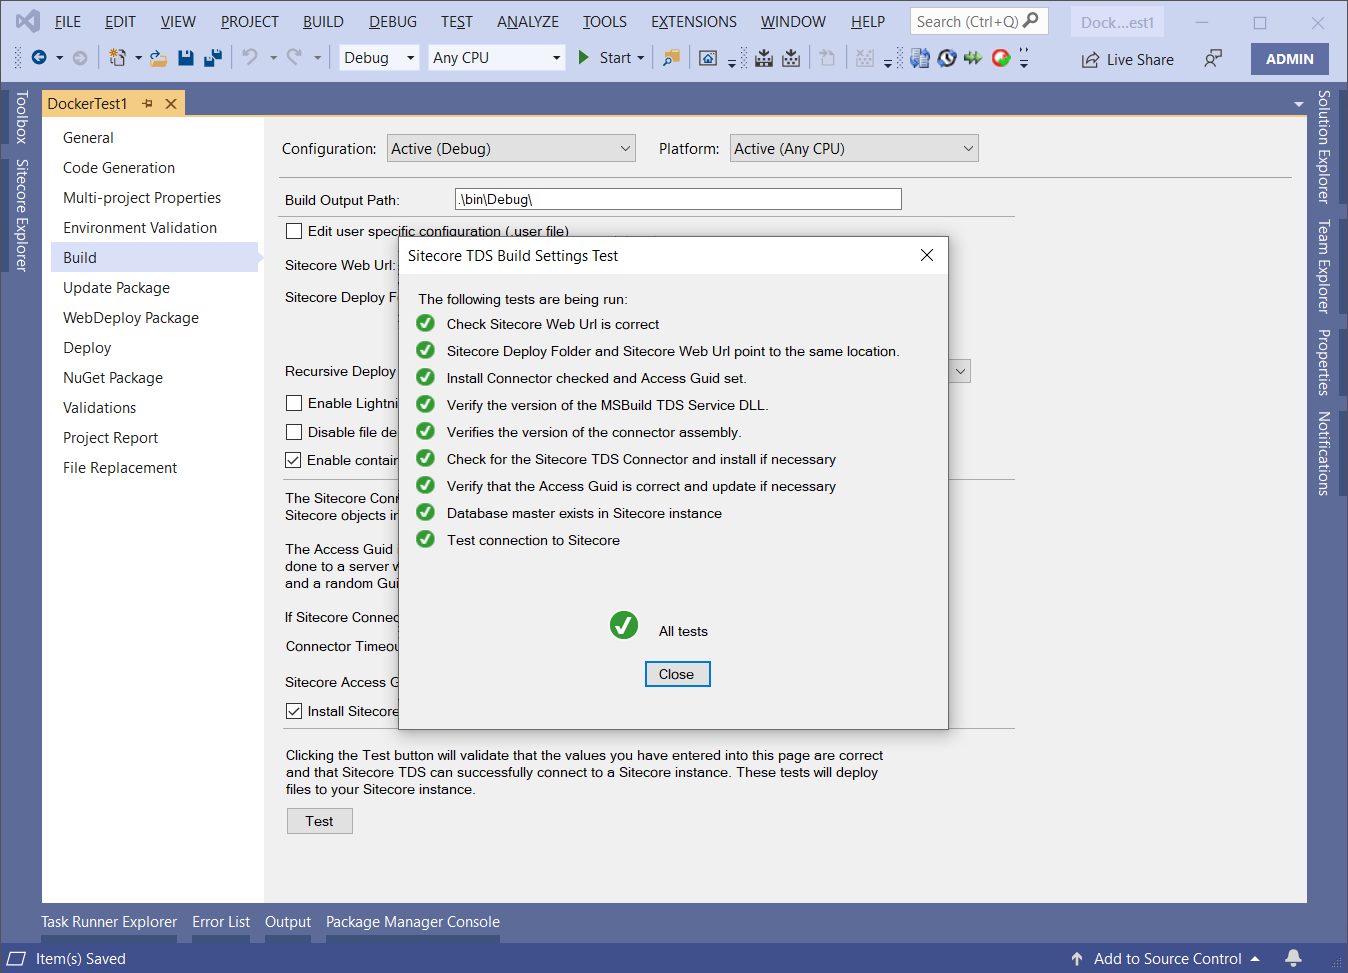 FILE EDIT VIEW PROJECT BUILD DEBUG TEST ANALYZE TOOLS EXTENSIONS WINDOW HELP Search (Ctrl+Q) Dock...est1
Debug Any CPU Start Live Share ADMIN
Toolbox
Sitecore Explorer
DockerTest1
General
Code Generation
Multi-project Properties
Environment Validation
Build
Update Package
WebDeploy Package
Deploy
NuGet Package
Validations
Project Report
File Replacement
Configuration: Active (Debug) Platform: Active (Any CPU)
Build Output Path: .\bin\Debug\
Edit user specific configuration (.user file)
Sitecore Web Url:
Sitecore Deploy F
Recursive Deploy
Enable Lightni
Disable file de
Enable contain
The Sitecore Conn
Sitecore objects in
The Access Guid
done to a server w
and a random Gui
If Sitecore Connec
Connector Timeou
Sitecore Access G
Install Sitecore
Sitecore TDS Build Settings Test
The following tests are being run:
Check Sitecore Web Url is correct
Sitecore Deploy Folder and Sitecore Web Url point to the same location.
Install Connector checked and Access Guid set.
Verify the version of the MSBuild TDS Service DLL.
Verifies the version of the connector assembly.
Check for the Sitecore TDS Connector and install if necessary
Verify that the Access Guid is correct and update if necessary
Database master exists in Sitecore instance
Test connection to Sitecore
All tests
Close
Clicking the Test button will validate that the values you have entered into this page are correct
and that Sitecore TDS can successfully connect to a Sitecore instance. These tests will deploy
files to your Sitecore instance.
Test
Solution Explorer
Team Explorer
Properties
Notifications
Task Runner Explorer Error List Output Package Manager Console
Item(s) Saved Add to Source Control